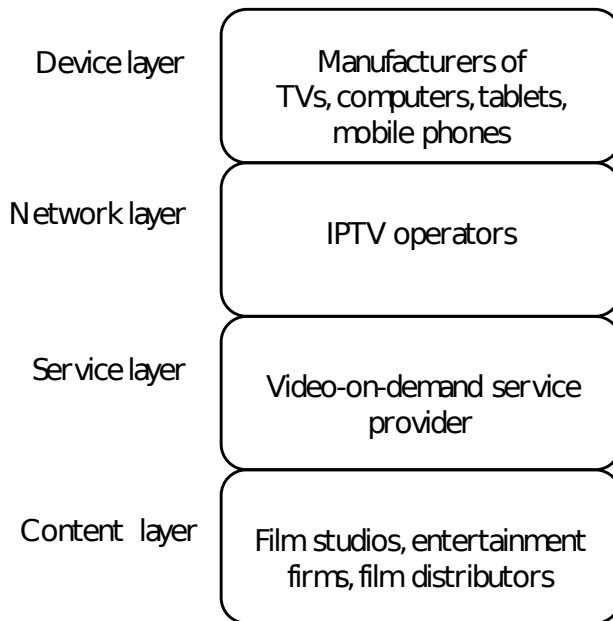 Device layer
Manufacturers of
TVs, computers, tablets,
mobile phones
Network layer
IPTV operators
Service layer
Video-on-demand service
provider
Content layer
Film studios, entertainment
firms, film distributors